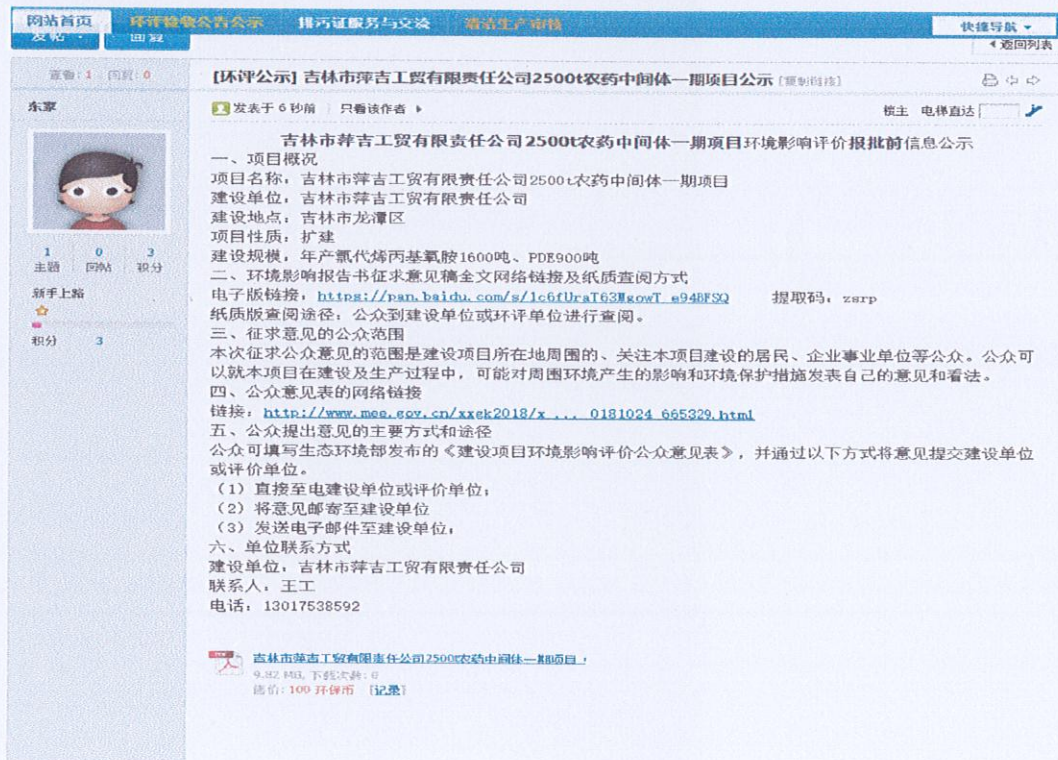 网站首页 环评验收公告公示 排污证服务与交流 清洁生产审核 快捷导航
发帖 回复 返回列表
查看: 1 回复: 0
[环评公示] 吉林市萍吉工贸有限责任公司2500t农药中间体一期项目公示 [复制链接]
东家
发表于 6 秒前 只看该作者
楼主 电梯直达
吉林市萍吉工贸有限责任公司2500t农药中间体一期项目环境影响评价报批前信息公示
一、项目概况
项目名称：吉林市萍吉工贸有限责任公司2500t农药中间体一期项目
建设单位：吉林市萍吉工贸有限责任公司
建设地点：吉林市龙潭区
项目性质：扩建
建设规模：年产氯代烯丙基氧胺1600吨、PDE900吨
二、环境影响报告书征求意见稿全文网络链接及纸质查阅方式
电子版链接：https://pan.baidu.com/s/1c6fUraT63MgowT_e94BFSQ 提取码：zsrp
纸质版查阅途径：公众到建设单位或环评单位进行查阅。
三、征求意见的公众范围
本次征求公众意见的范围是建设项目所在地周围的、关注本项目建设的居民、企业事业单位等公众。公众可
以就本项目在建设及生产过程中，可能对周围环境产生的影响和环境保护措施发表自己的意见和看法。
四、公众意见表的网络链接
链接：http://www.mee.gov.cn/xxgk2018/x ... 0181024_665329.html
五、公众提出意见的主要方式和途径
公众可填写生态环境部发布的《建设项目环境影响评价公众意见表》，并通过以下方式将意见提交建设单位
或评价单位。
（1）直接至电建设单位或评价单位；
（2）将意见邮寄至建设单位
（3）发送电子邮件至建设单位；
六、单位联系方式
建设单位：吉林市萍吉工贸有限责任公司
联系人：王工
电话：13017538592
1 0 3
主题 回帖 积分
新手上路
积分 3
吉林市萍吉工贸有限责任公司2500t农药中间体一期项目
9.82 MB, 下载次数: 0
售价: 100 环保币 [记录]